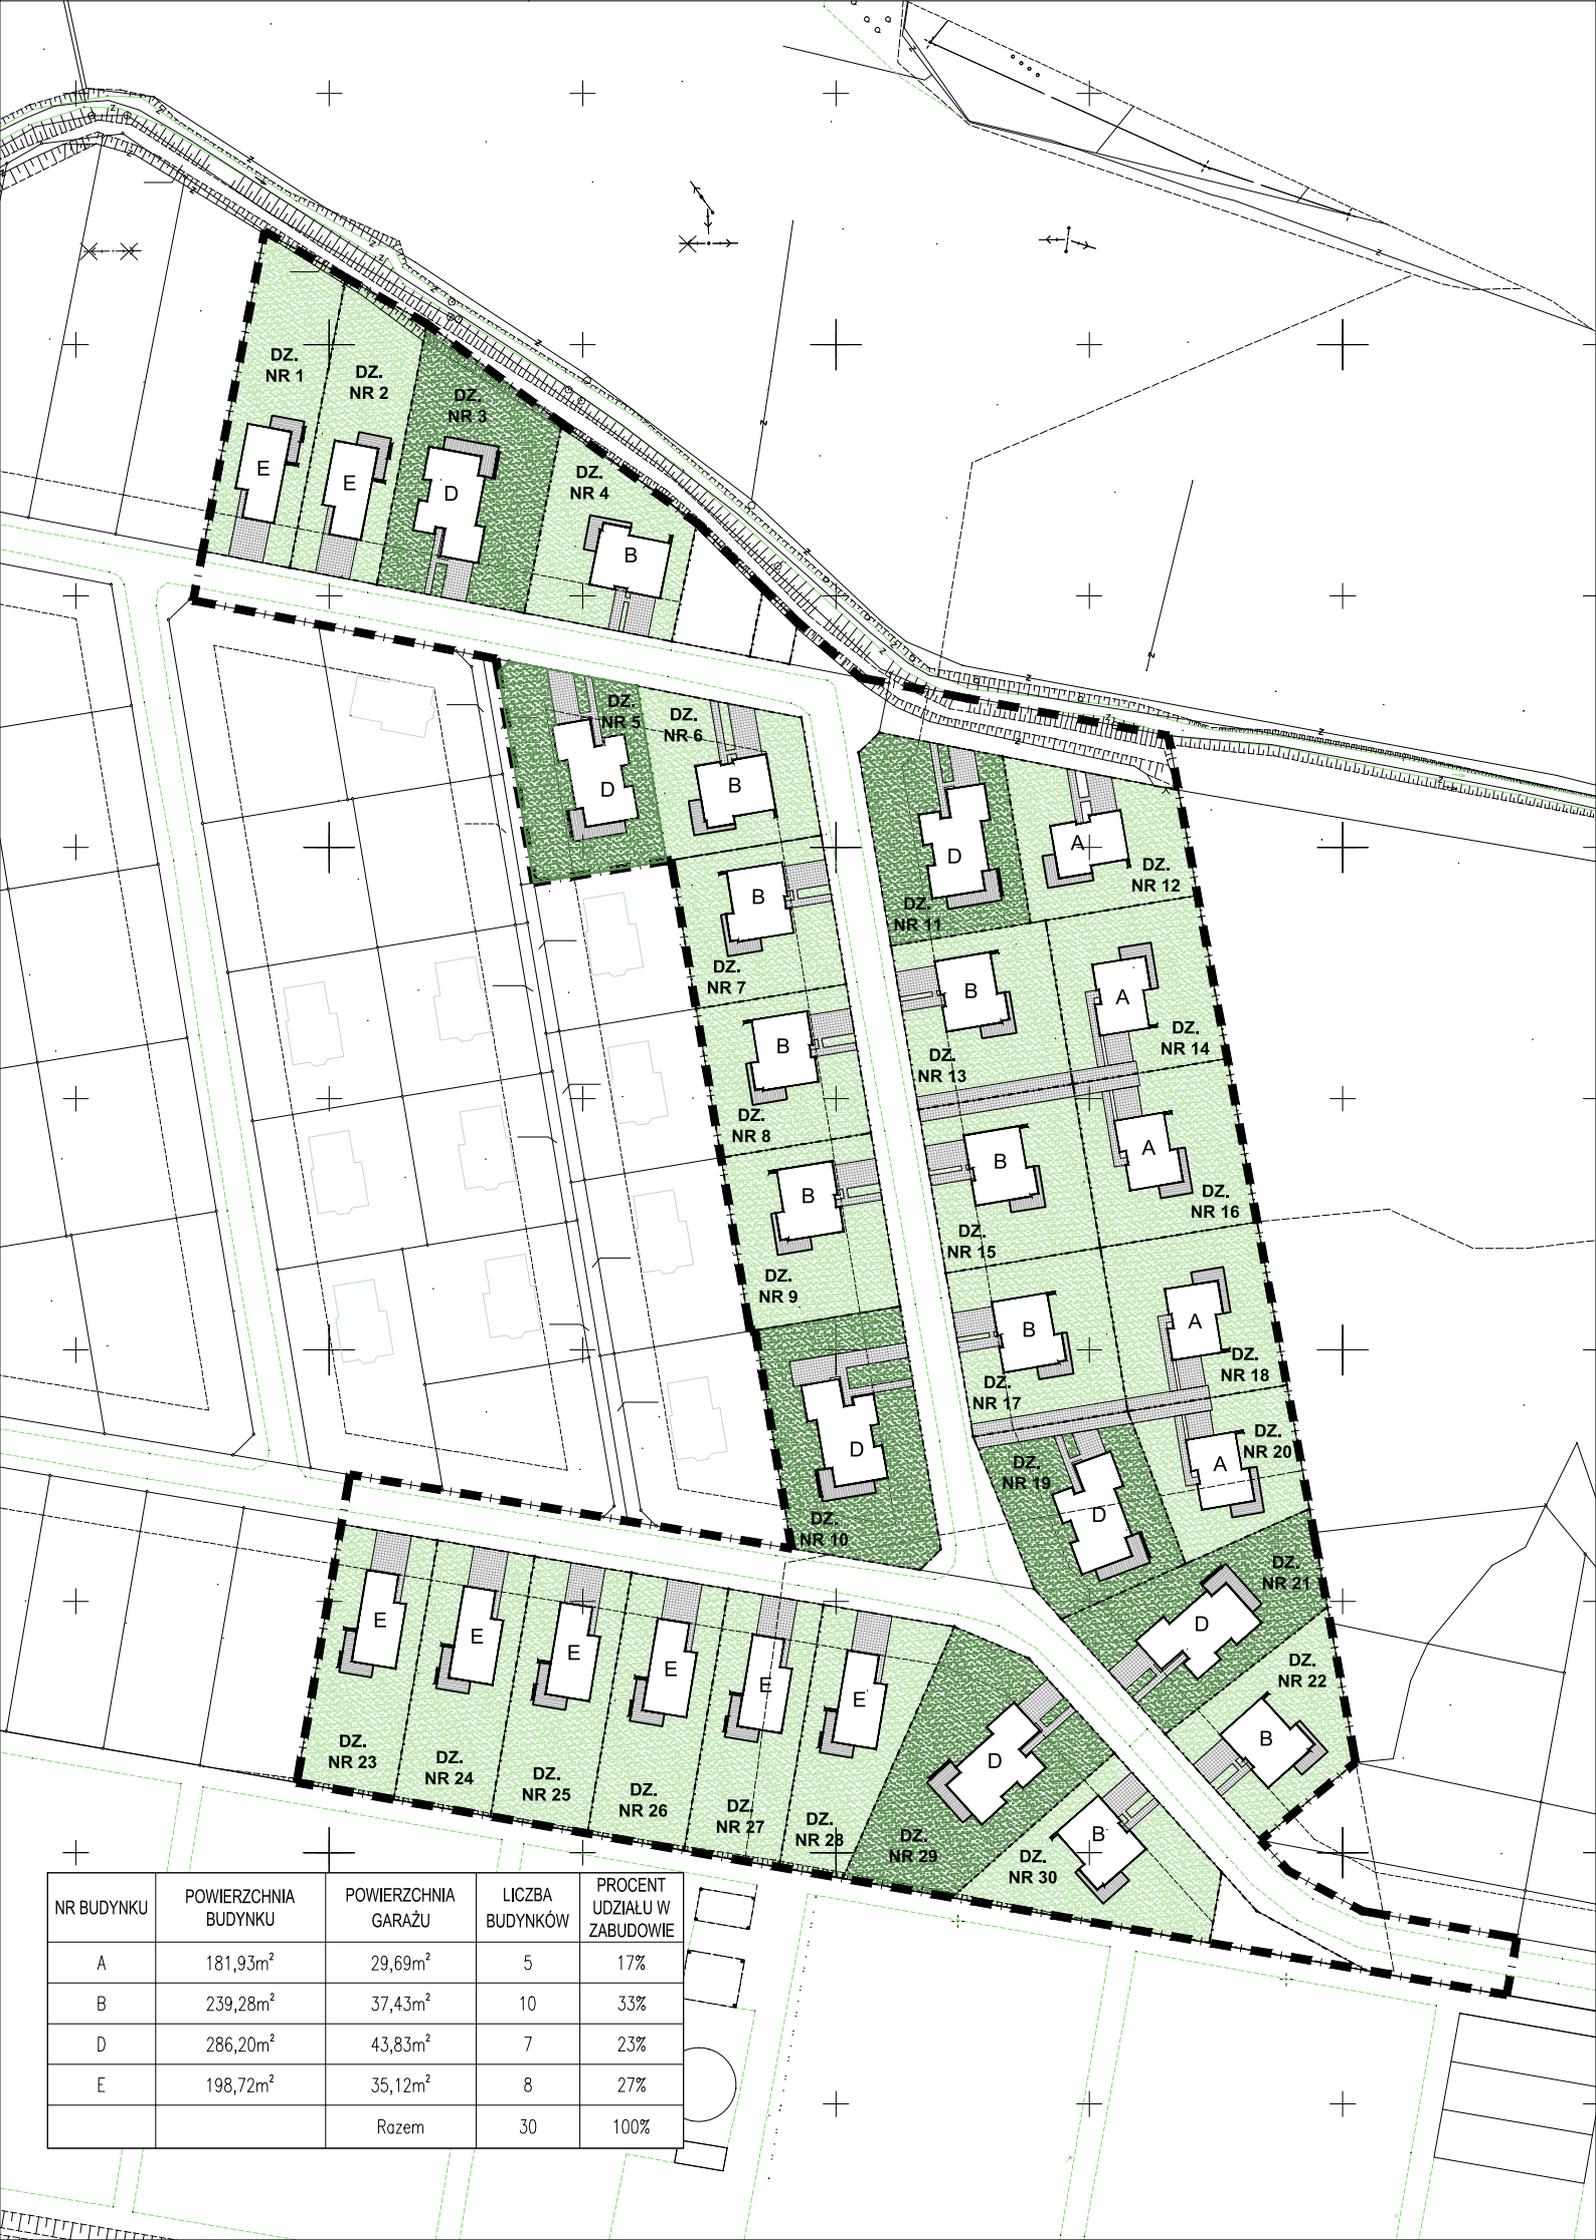 DZ.
NR 1
DZ.
NR 2
DZ.
NR 3
DZ.
NR 4
E
E
D
B
DZ.
NR 5
DZ.
NR 6
D
B
D
A
DZ.
NR 11
DZ.
NR 12
B
DZ.
NR 7
B
A
DZ.
NR 13
DZ.
NR 14
B
DZ.
NR 8
B
A
DZ.
NR 15
DZ.
NR 16
B
DZ.
NR 9
B
A
DZ.
NR 17
DZ.
NR 18
D
DZ.
NR 10
DZ.
NR 19
D
A
DZ.
NR 20
DZ.
NR 21
D
DZ.
NR 22
B
E
E
E
E
E
E
DZ.
NR 23
DZ.
NR 24
DZ.
NR 25
DZ.
NR 26
DZ.
NR 27
DZ.
NR 28
D
DZ.
NR 29
B
DZ.
NR 30
NR BUDYNKU POWIERZCHNIA BUDYNKU POWIERZCHNIA GARAŻU LICZBA BUDYNKÓW PROCENT UDZIAŁU W ZABUDOWIE
A 181,93m² 29,69m² 5 17%
B 239,28m² 37,43m² 10 33%
D 286,20m² 43,83m² 7 23%
E 198,72m² 35,12m² 8 27%
Razem 30 100%